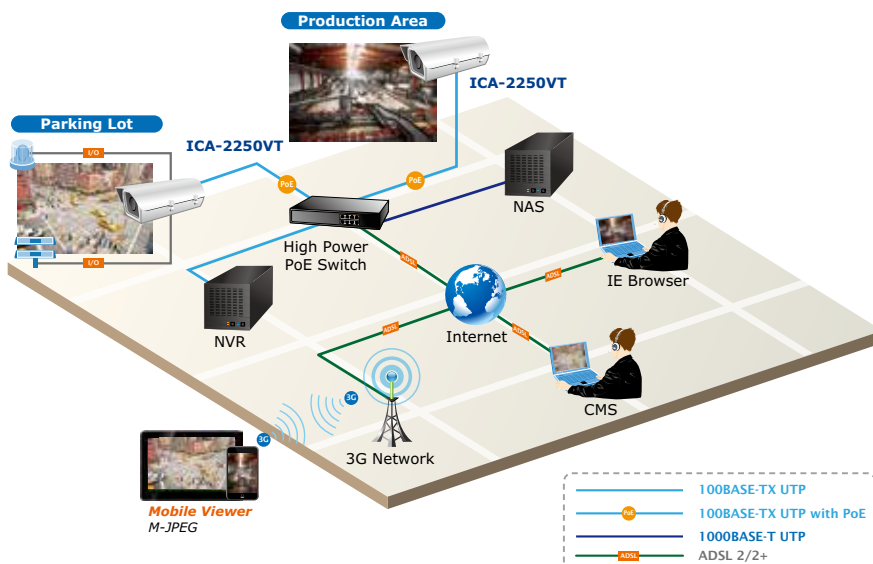 Production Area
ICA-2250VT
Parking Lot
ICA-2250VT
I/O
PoE
PoE
NAS
I/O
High Power
PoE Switch
ADSL
ADSL
IE Browser
NVR
Internet
ADSL
ADSL
CMS
3G
3G
3G Network
Mobile Viewer
M-JPEG
100BASE-TX UTP
PoE
100BASE-TX UTP with PoE
1000BASE-T UTP
ADSL
ADSL 2/2+